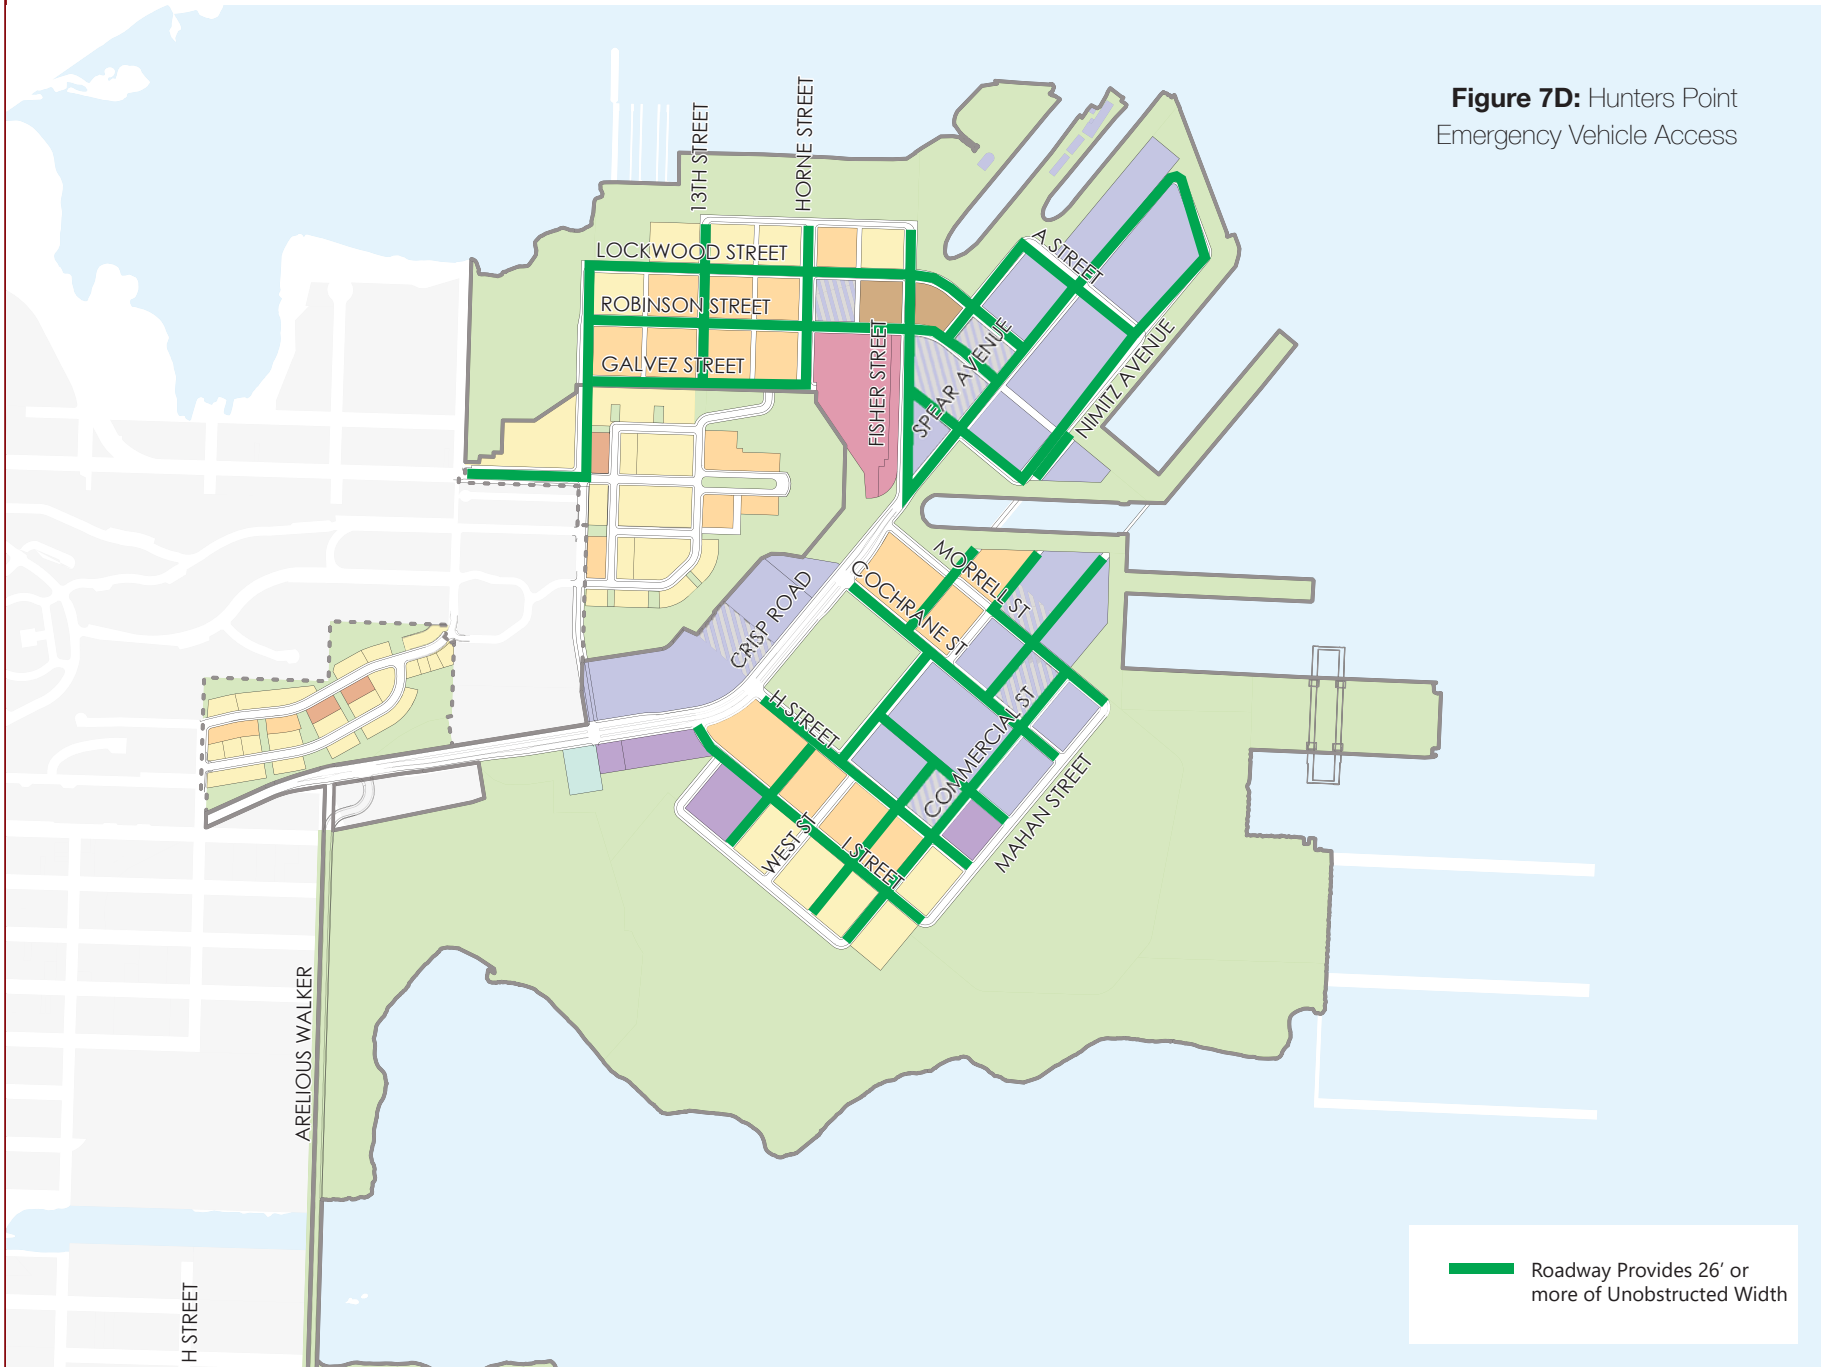 Figure 7D: Hunters Point
Emergency Vehicle Access
13TH STREET
HORNE STREET
LOCKWOOD STREET
A STREET
ROBINSON STREET
GALVEZ STREET
FISHER STREET
SPEAR AVENUE
NIMITZ AVENUE
MORRELL ST
COCHRANE ST
CRISP ROAD
H STREET
COMMERCIAL ST
MAHAN STREET
WEST ST
I STREET
ARELIOUS WALKER
H STREET
Roadway Provides 26' or
more of Unobstructed Width